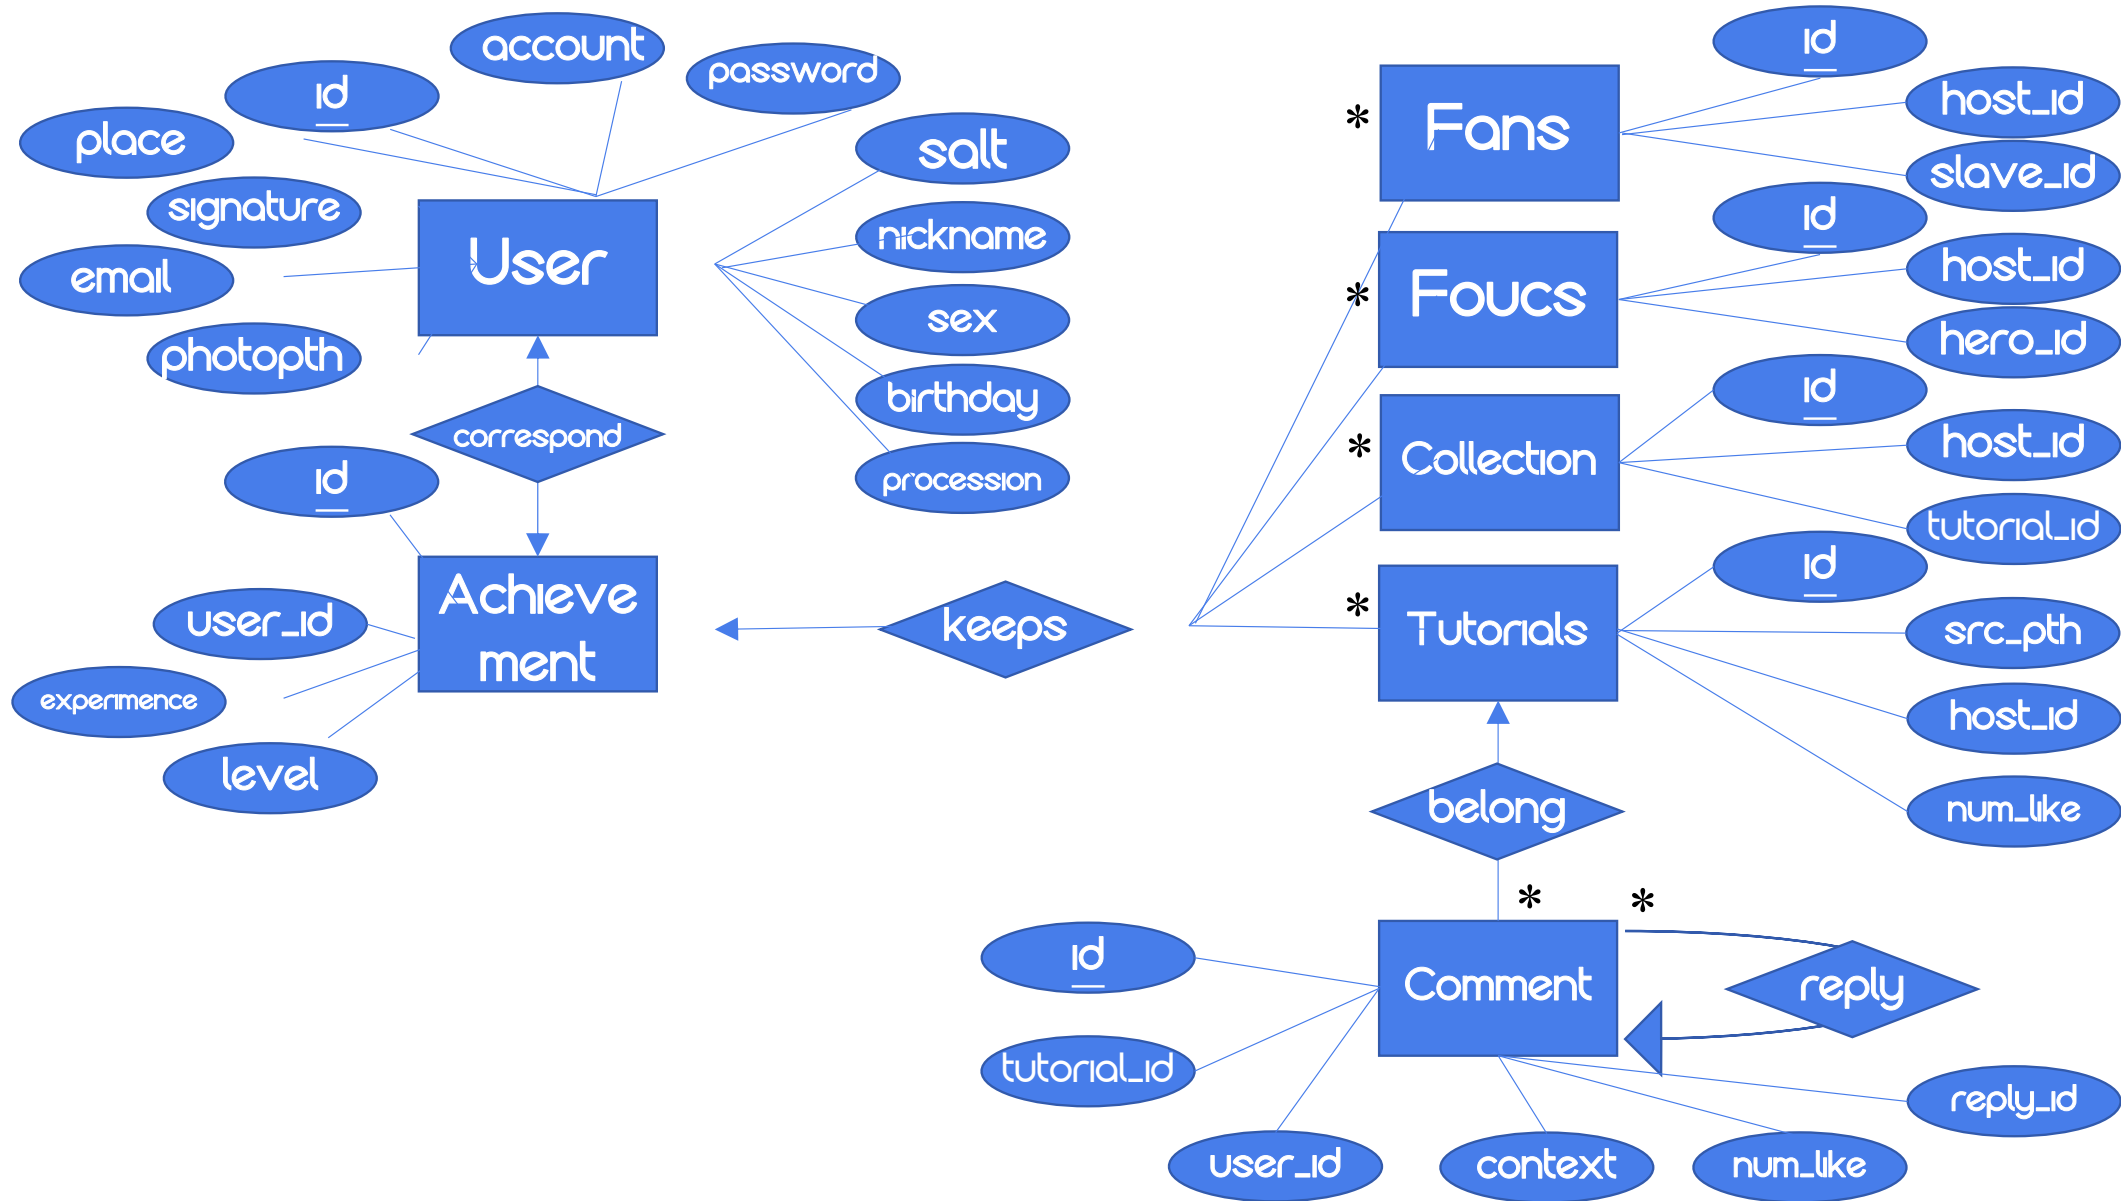 account
id
password
place
signature
email
photopth
User
salt
nickname
sex
birthday
procession
correspond
id
user_id
experimence
level
Achieve
ment
keeps
*
Fans
id
host_id
slave_id
*
Foucs
id
host_id
hero_id
*
Collection
id
host_id
tutorial_id
*
Tutorials
id
src_pth
host_id
num_like
belong
*
*
Comment
reply
id
tutorial_id
user_id
context
num_like
reply_id